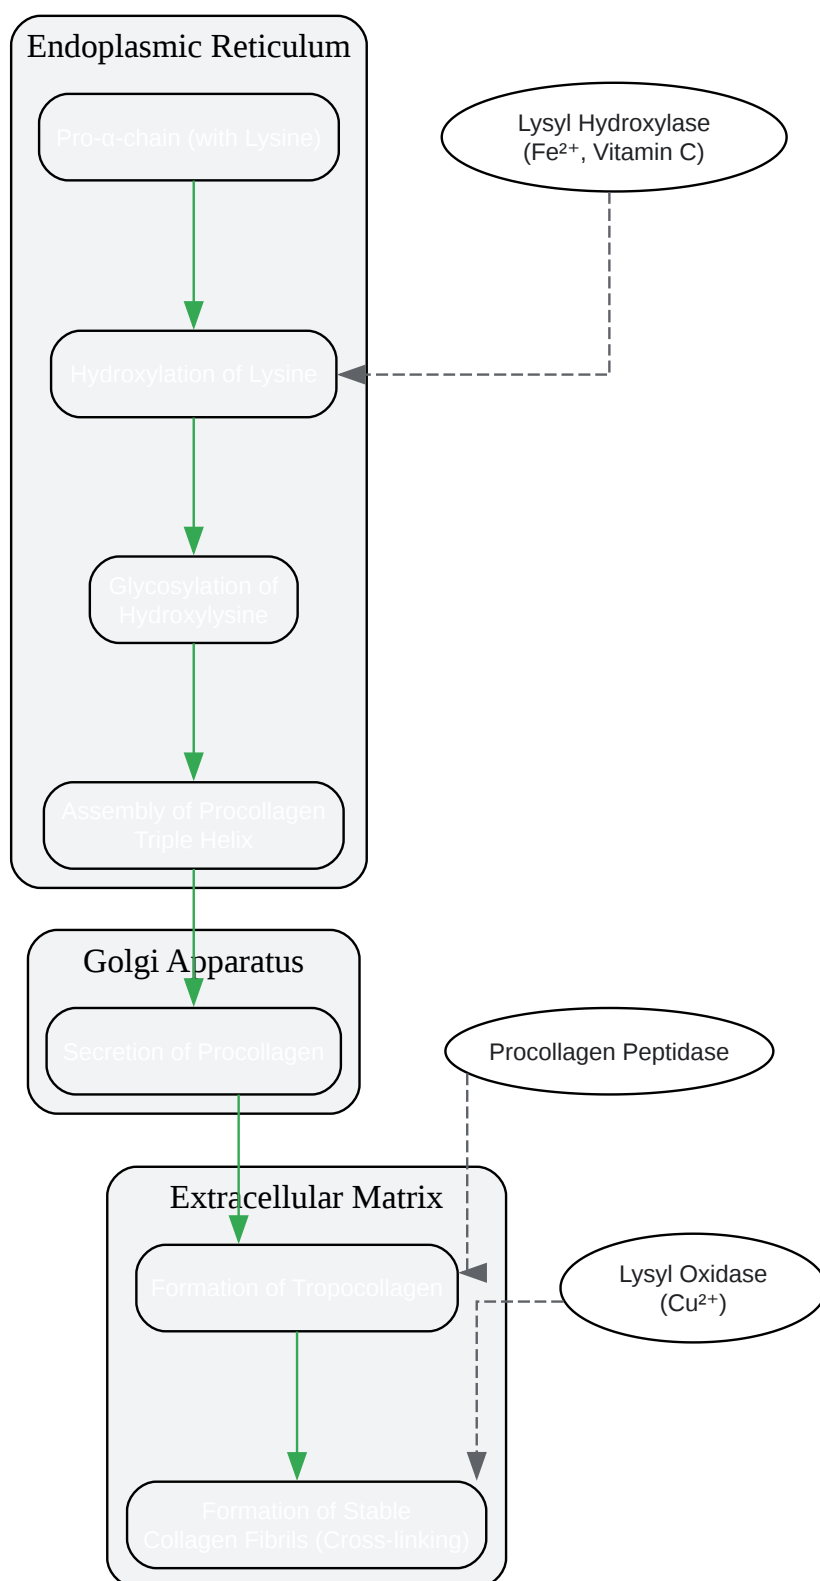 Endoplasmic Reticulum
Pro-α-chain (with Lysine)
Lysyl Hydroxylase
(Fe²⁺, Vitamin C)
Hydroxylation of Lysine
Glycosylation of
Hydroxylysine
Assembly of Procollagen
Triple Helix
Golgi Apparatus
Secretion of Procollagen
Procollagen Peptidase
Extracellular Matrix
Formation of Tropocollagen
Lysyl Oxidase
(Cu²⁺)
Formation of Stable
Collagen Fibrils (Cross-linking)